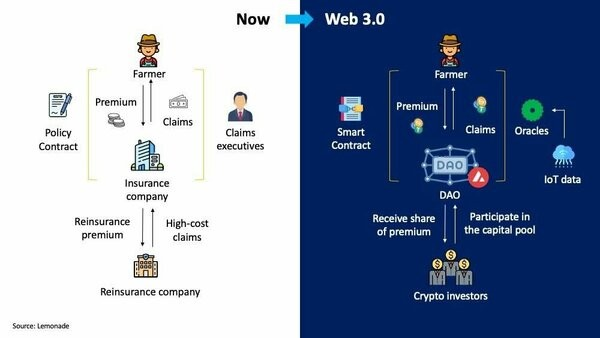 Now
Web 3.0
Farmer
Premium
Claims
Policy
Contract
Claims
executives
Insurance
company
Reinsurance
premium
High-cost
claims
Reinsurance company
Source: Lemonade
Farmer
Premium
Claims
Smart
Contract
Oracles
IoT data
DAO
DAO
Receive share
of premium
Participate in
the capital pool
Crypto investors